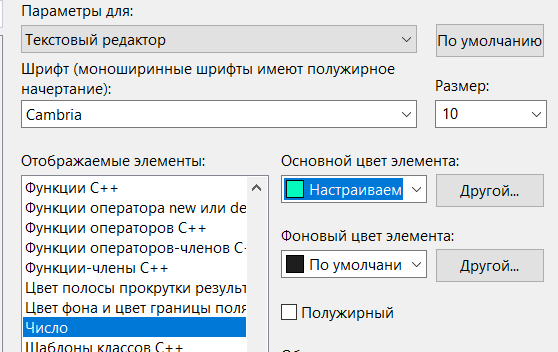 Параметры для:
Текстовый редактор
По умолчанию
Шрифт (моноширинные шрифты имеют полужирное
начертание):
Размер:
Cambria
10
Отображаемые элементы:
Основной цвет элемента:
Функции C++
Функции оператора new или de
Функции операторов C++
Функции операторов-членов C-
Функции-члены C++
Цвет полосы прокрутки результ
Цвет фона и цвет границы поля
Число
Шаблоны классов C++
Настраиваем
Другой...
Фоновый цвет элемента:
По умолчани
Другой...
Полужирный